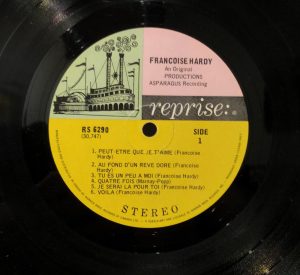 FRANCOISE HARDY
An Original
PRODUCTIONS
ASPARAGUS Recording
reprise:
RS 6290
(30,747)
SIDE
1
1. PEUT-ETRE QUE JE T'AIME (Francoise
Hardy)
2. AU FOND D'UN REVE DORE (Francoise
Hardy)
3. TU ES UN PEU A MOI (Francoise Hardy)
4. QUATRE FOIS (Marnay-Popp)
5. JE SERAI LA POUR TOI (Francoise Hardy)
6. VOILA (Francoise Hardy)
STEREO